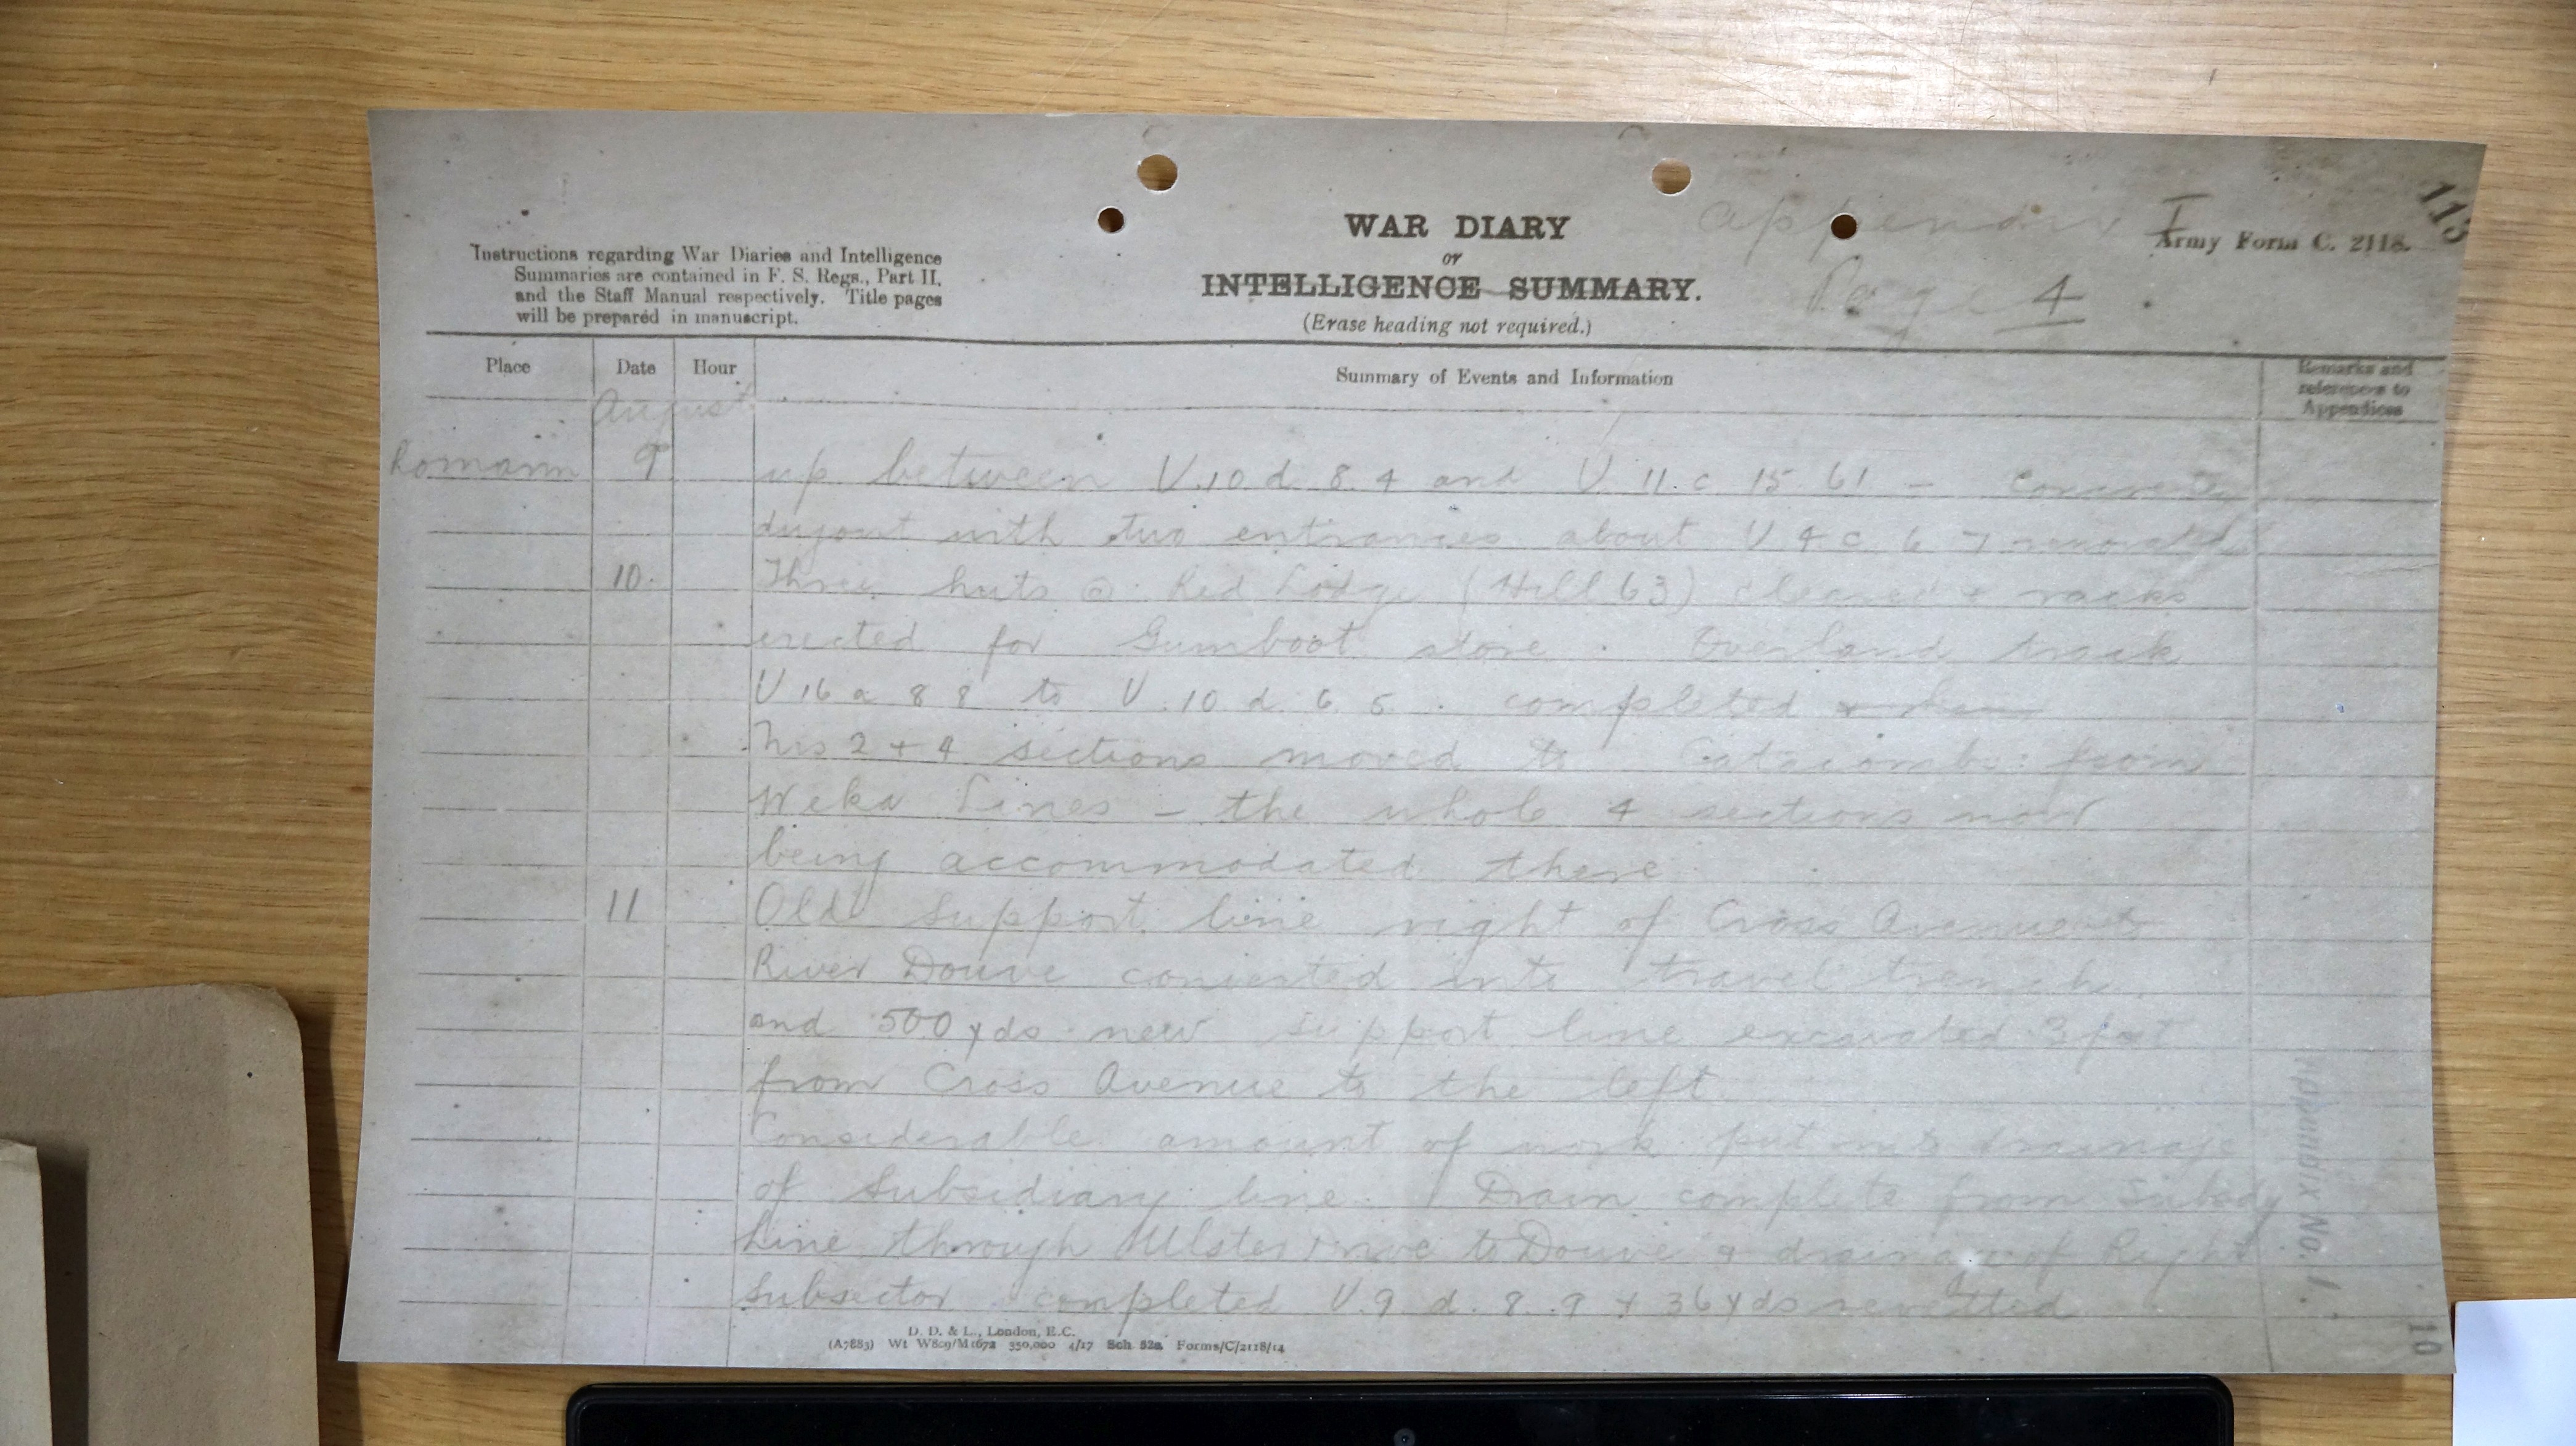 115
Appendix I
Army Form C. 2118.
Page 4
WAR DIARY
or
INTELLIGENCE SUMMARY.
(Erase heading not required.)
Instructions regarding War Diaries and Intelligence
Summaries are contained in F. S. Regs., Part II,
and the Staff Manual respectively. Title pages
will be prepared in manuscript.
Place Date Hour Summary of Events and Information Remarks and
references to
Appendices
August
Romarin 9 up between U.10 d 8.4 and U 11. c 15 61 – Concrete
dugout with two entrances about U 4 c 6 7 renovated
10. Three huts @ Red Lodge (Hill 63) cleaned + racks
erected for Gumboot store. Overland track
U 16 a 8 8 to U.10 d 6 5. completed
Nos 2 + 4 sections moved to Catacombs from
Weka Lines – the whole 4 sections now
being accommodated there.
11 Old Support line right of Cross Avenue to
River Douve converted into travel trench
and 500 yds new support line excavated 3 feet
from Cross Avenue to the left.
Considerable amount of work put into drainage
of Subsidiary line. Drain complete from Subsdy
Line through Ulster Drive to Douve & drainage of Right
subsector completed U.9 d. 8.9 + 36 yds revetted
Appendix No. 1.
10
D. D. & L., London, E.C.
(A7883) Wt W809/M1672 350,000 4/17 Sch 52a Forms/C/2118/14